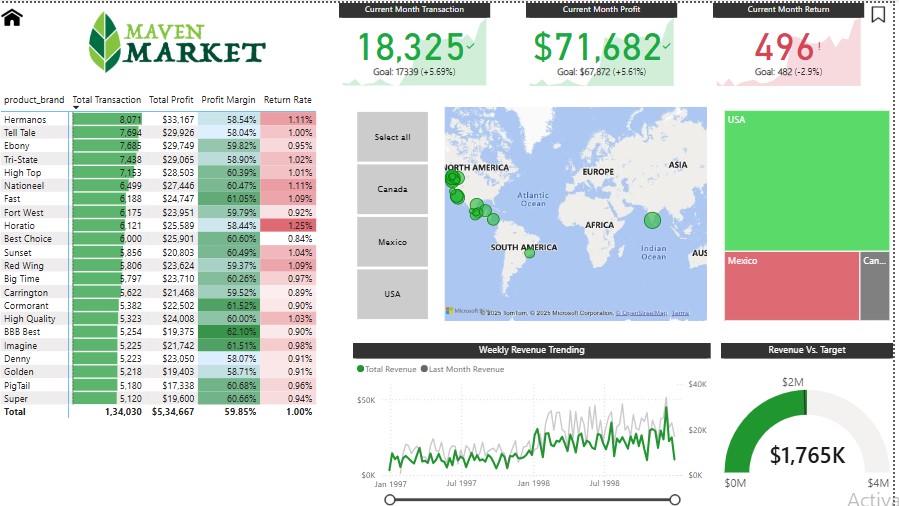 MAVEN
MARKET
Current Month Transaction
18,325
Goal: 17339 (+5.69%)
Current Month Profit
$71,682
Goal: $67,872 (+5.61%)
Current Month Return
496!
Goal: 482 (-2.9%)
product_brand Total Transaction Total Profit Profit Margin Return Rate
Hermanos 8,071 $33,167 58.54% 1.11%
Tell Tale 7,694 $29,926 58.04% 1.00%
Ebony 7,685 $29,749 59.82% 0.95%
Tri-State 7,438 $29,065 58.90% 1.02%
High Top 7,153 $28,503 60.39% 1.01%
Nationeel 6,499 $27,446 60.47% 1.11%
Fast 6,188 $24,747 61.05% 1.09%
Fort West 6,175 $23,951 59.79% 0.92%
Horatio 6,121 $25,589 58.44% 1.25%
Best Choice 6,000 $25,901 60.60% 0.84%
Sunset 5,856 $20,803 60.49% 1.04%
Red Wing 5,806 $23,624 59.37% 1.09%
Big Time 5,797 $23,710 60.26% 0.97%
Carrington 5,622 $21,468 59.52% 0.89%
Cormorant 5,382 $22,502 61.52% 0.90%
High Quality 5,323 $24,008 60.00% 1.03%
BBB Best 5,254 $19,375 62.10% 0.90%
Imagine 5,225 $21,742 61.51% 0.98%
Denny 5,223 $23,050 58.07% 0.91%
Golden 5,218 $19,403 58.71% 0.91%
PigTail 5,180 $17,338 60.68% 0.96%
Super 5,120 $19,600 60.66% 0.94%
Total 1,34,030 $5,34,667 59.85% 1.00%
Select all
Canada
Mexico
USA
NORTH AMERICA
EUROPE
ASIA
Atlantic
Ocean
AFRICA
SOUTH AMERICA
Indian
Ocean
AUS
Microsoft
© 2025 TomTom, © 2025 Microsoft Corporation, © OpenStreetMap Terms
USA
Mexico
Can...
Weekly Revenue Trending
Total Revenue Last Month Revenue
$50K
$0K
$40K
$20K
$0K
Jan 1997 Jul 1997 Jan 1998 Jul 1998
Revenue Vs. Target
$2M
$1,765K
$0M $4M
Activa